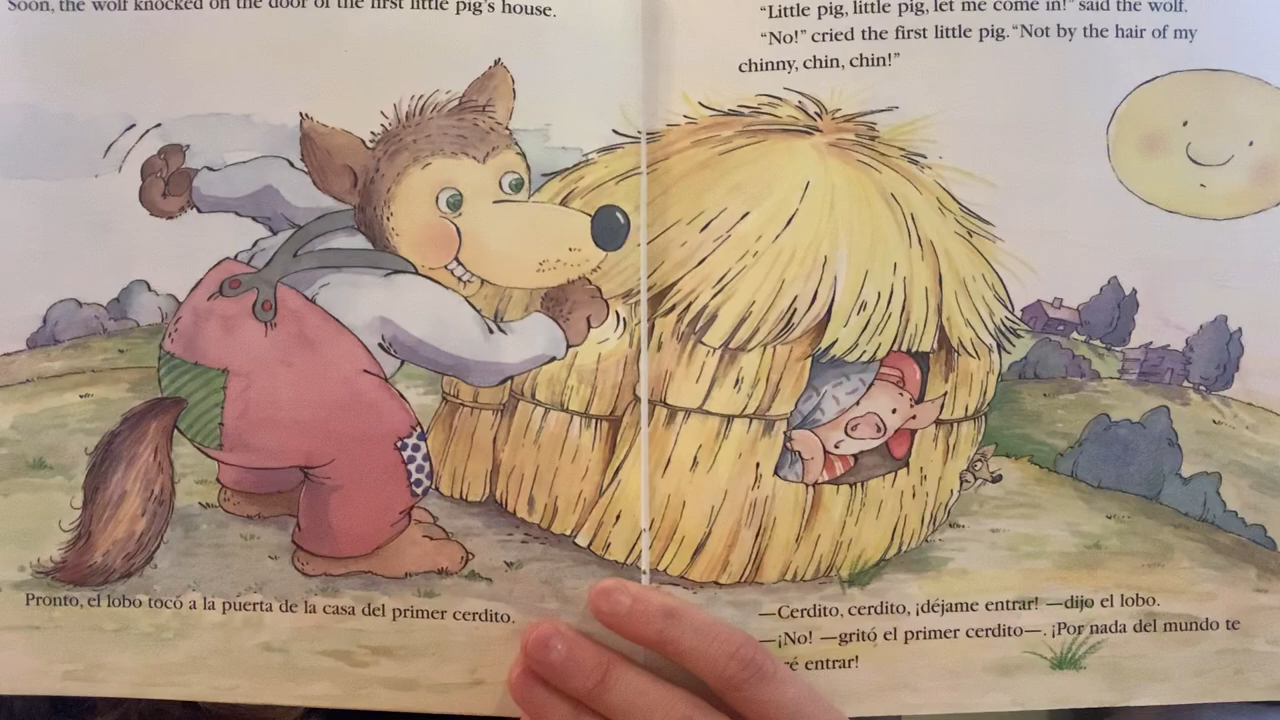 Soon, the wolf knocked on the door of the first little pig's house.
"Little pig, little pig, let me come in!" said the wolf.
"No!" cried the first little pig. "Not by the hair of my
chinny, chin, chin!"
Pronto, el lobo tocó a la puerta de la casa del primer cerdito.
—Cerdito, cerdito, ¡déjame entrar! —dijo el lobo.
—¡No! —gritó el primer cerdito—. ¡Por nada del mundo te
entrar!